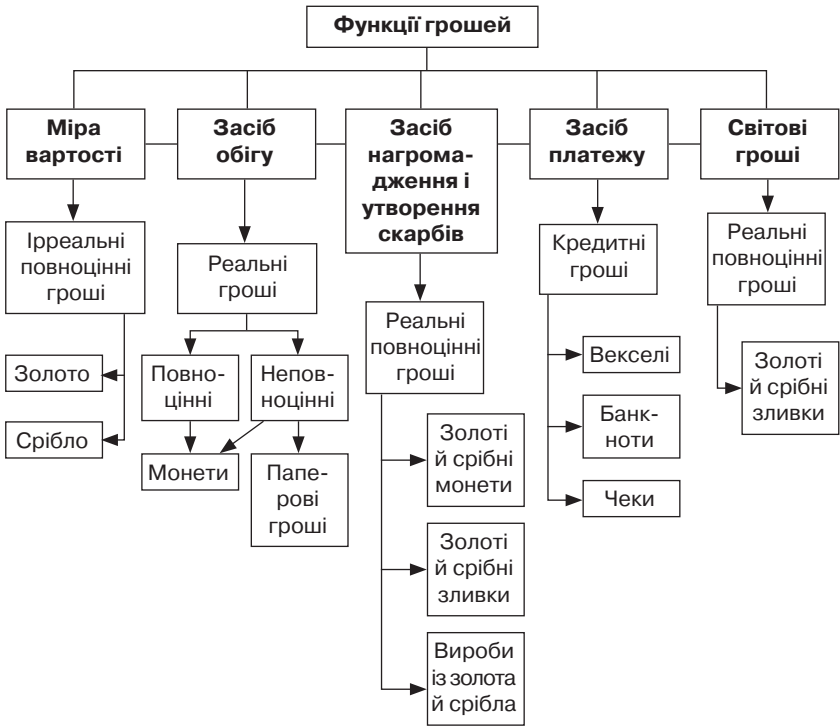 Функції грошей
Міра
вартості
Засіб
обігу
Засіб
нагрома-
дження і
утворення
скарбів
Засіб
платежу
Світові
гроші
Ірреальні
повноцінні
гроші
Золото
Срібло
Реальні
гроші
Повно-
цінні
Непов-
ноцінні
Монети
Папе-
рові
гроші
Реальні
повноцінні
гроші
Золоті
й срібні
монети
Золоті
й срібні
зливки
Вироби
із золота
й срібла
Кредитні
гроші
Векселі
Банк-
ноти
Чеки
Реальні
повноцінні
гроші
Золоті
й срібні
зливки